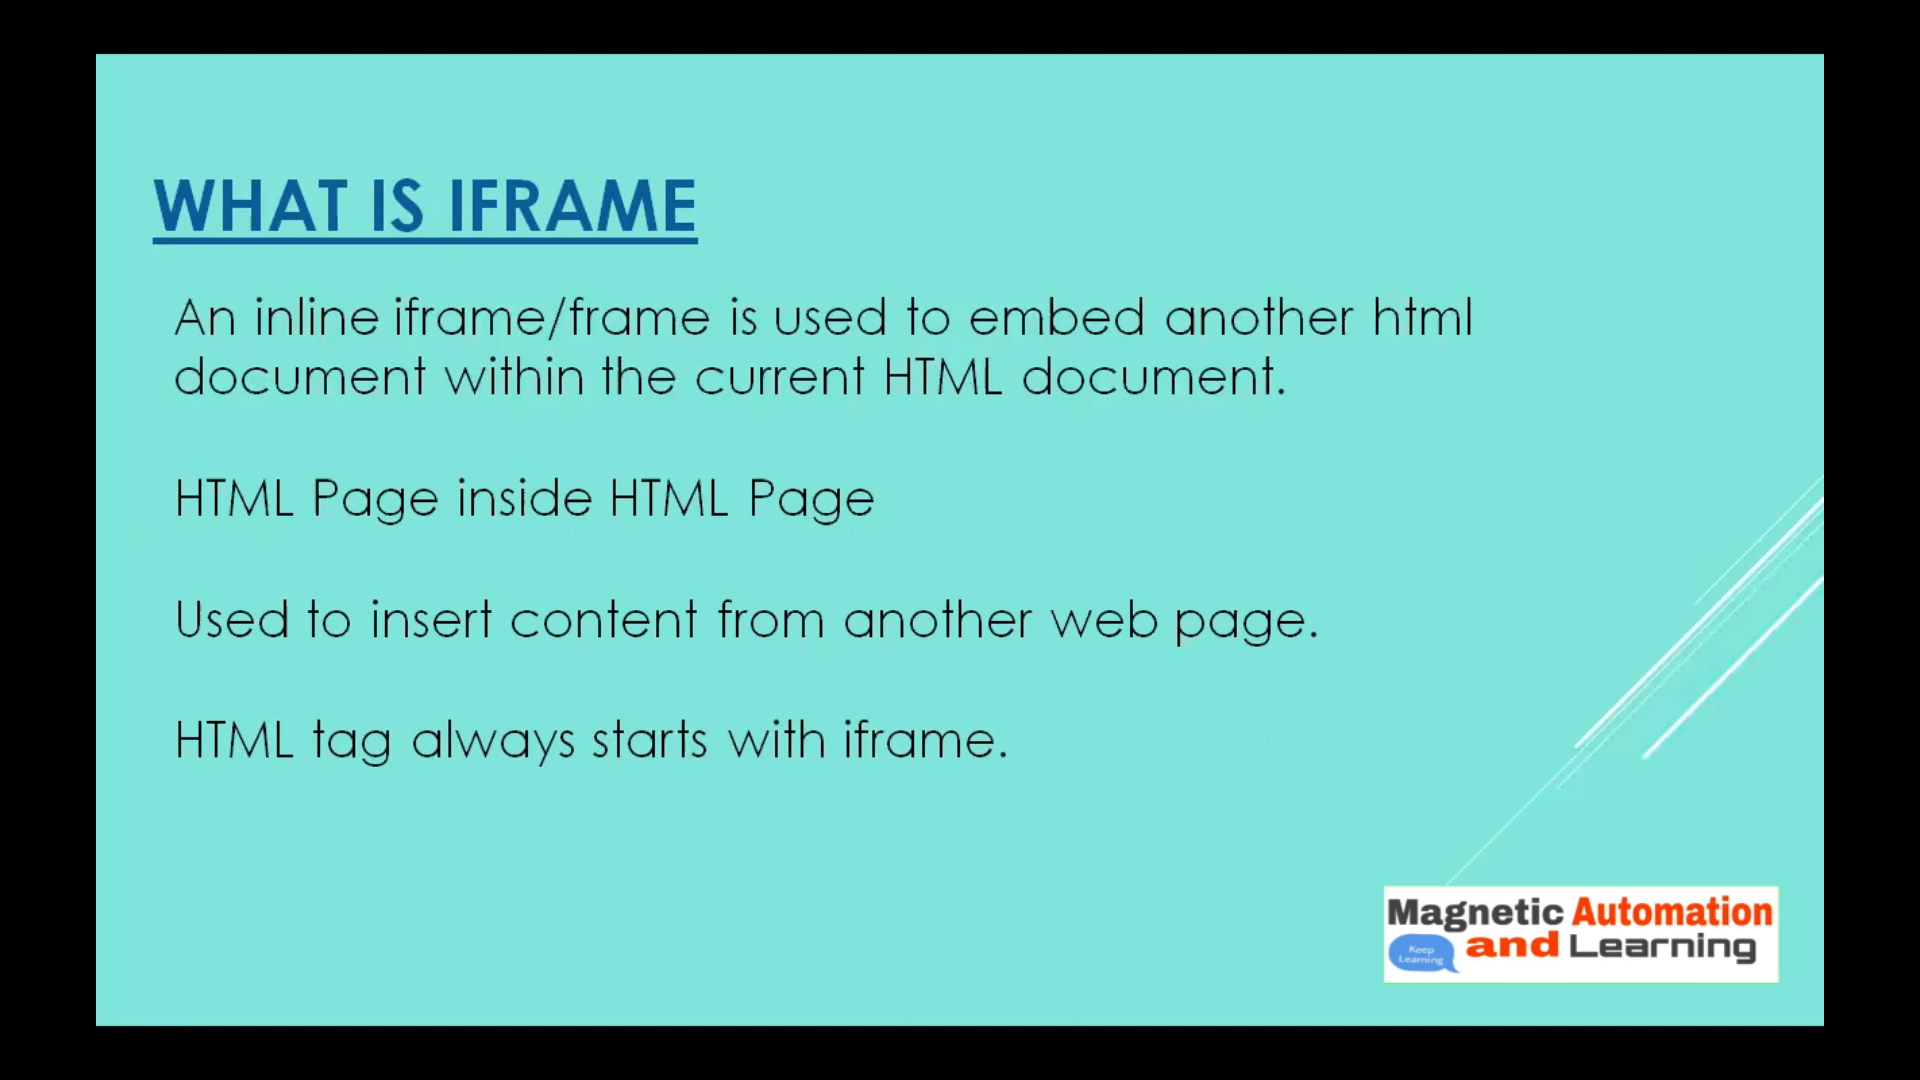 WHAT IS IFRAME
An inline iframe/frame is used to embed another html
document within the current HTML document.
HTML Page inside HTML Page
Used to insert content from another web page.
HTML tag always starts with iframe.
Magnetic Automation
Keep
Learning
and Learning